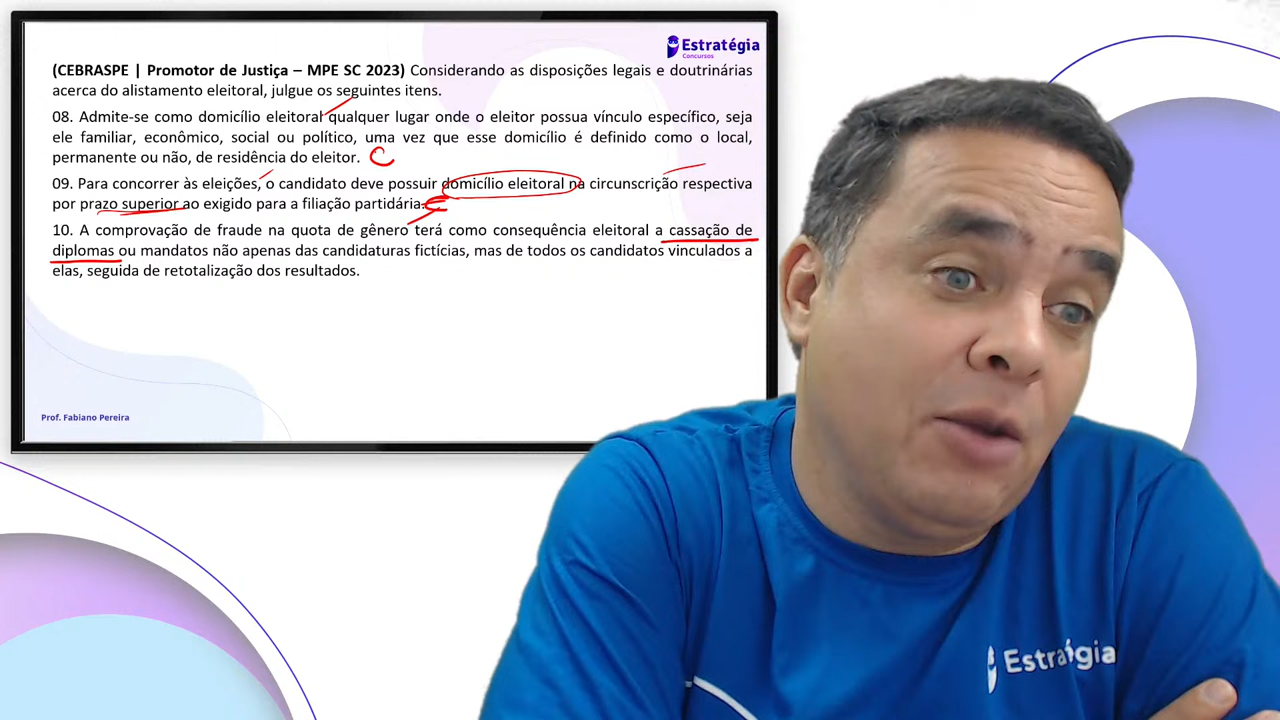 Estratégia
Concursos
(CEBRASPE | Promotor de Justiça – MPE SC 2023) Considerando as disposições legais e doutrinárias
acerca do alistamento eleitoral, julgue os seguintes itens.
08. Admite-se como domicílio eleitoral qualquer lugar onde o eleitor possua vínculo específico, seja
ele familiar, econômico, social ou político, uma vez que esse domicílio é definido como o local,
permanente ou não, de residência do eleitor. C
09. Para concorrer às eleições, o candidato deve possuir domicílio eleitoral na circunscrição respectiva
por prazo superior ao exigido para a filiação partidária. E
10. A comprovação de fraude na quota de gênero terá como consequência eleitoral a cassação de
diplomas ou mandatos não apenas das candidaturas fictícias, mas de todos os candidatos vinculados a
elas, seguida de retotalização dos resultados.
Prof. Fabiano Pereira
Estratégia